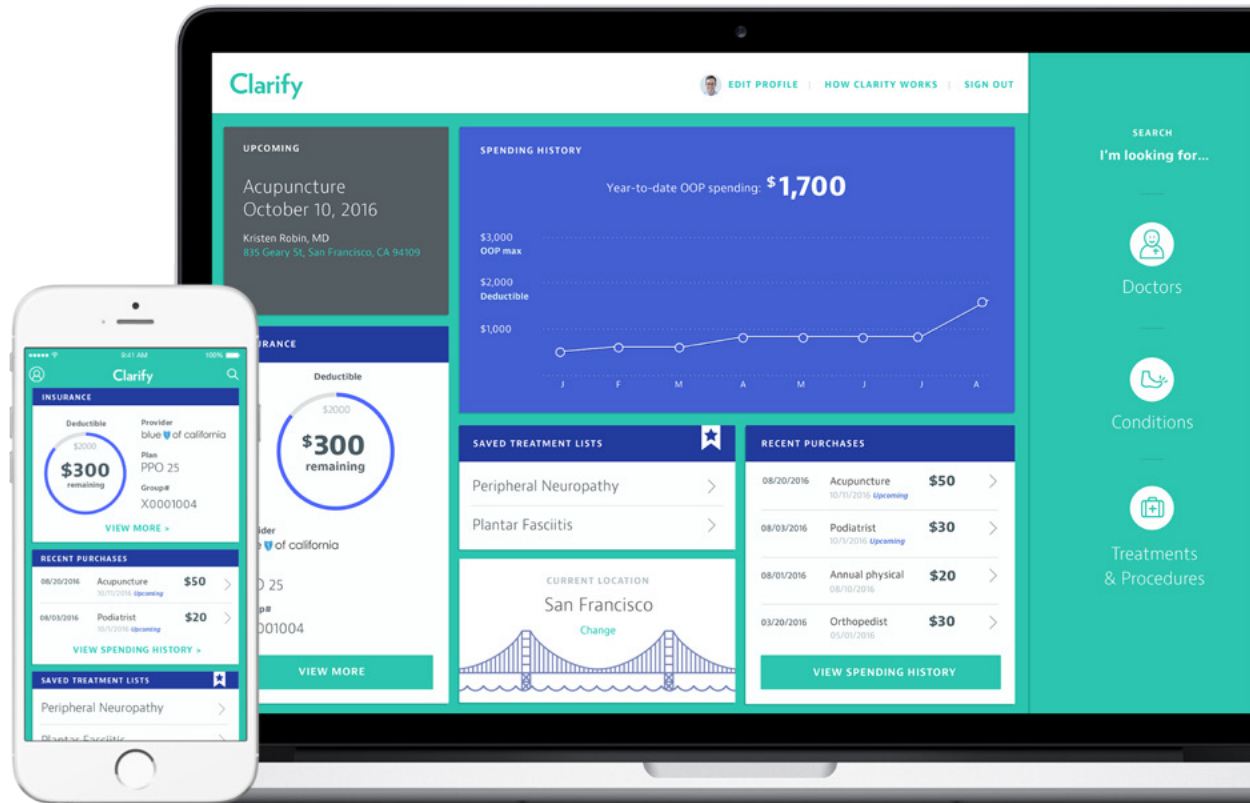 Clarify
EDIT PROFILE | HOW CLARITY WORKS | SIGN OUT
UPCOMING
Acupuncture
October 10, 2016
Kristen Robin, MD
835 Geary St, San Francisco, CA 94109
SPENDING HISTORY
Year-to-date OOP spending: $1,700
$3,000
OOP max
$2,000
Deductible
$1,000
J F M A M J J A
SEARCH
I'm looking for...
Doctors
Conditions
Treatments
& Procedures
Deductible
$2000
$300
remaining
of california
25
001004
VIEW MORE
SAVED TREATMENT LISTS
Peripheral Neuropathy
Plantar Fasciitis
CURRENT LOCATION
San Francisco
Change
RECENT PURCHASES
08/20/2016 Acupuncture $50
10/11/2016 Upcoming
08/03/2016 Podiatrist $30
10/1/2016 Upcoming
08/01/2016 Annual physical $20
08/10/2016
03/20/2016 Orthopedist $30
05/01/2016
VIEW SPENDING HISTORY
9:41 AM 100%
Clarify
INSURANCE
Deductible
$2000
$300
remaining
Provider
blue of california
Plan
PPO 25
Group#
X0001004
VIEW MORE >
RECENT PURCHASES
08/20/2016 Acupuncture $50
10/11/2016 Upcoming
08/03/2016 Podiatrist $20
10/1/2016 Upcoming
VIEW SPENDING HISTORY >
SAVED TREATMENT LISTS
Peripheral Neuropathy
Plantar Fasciitis